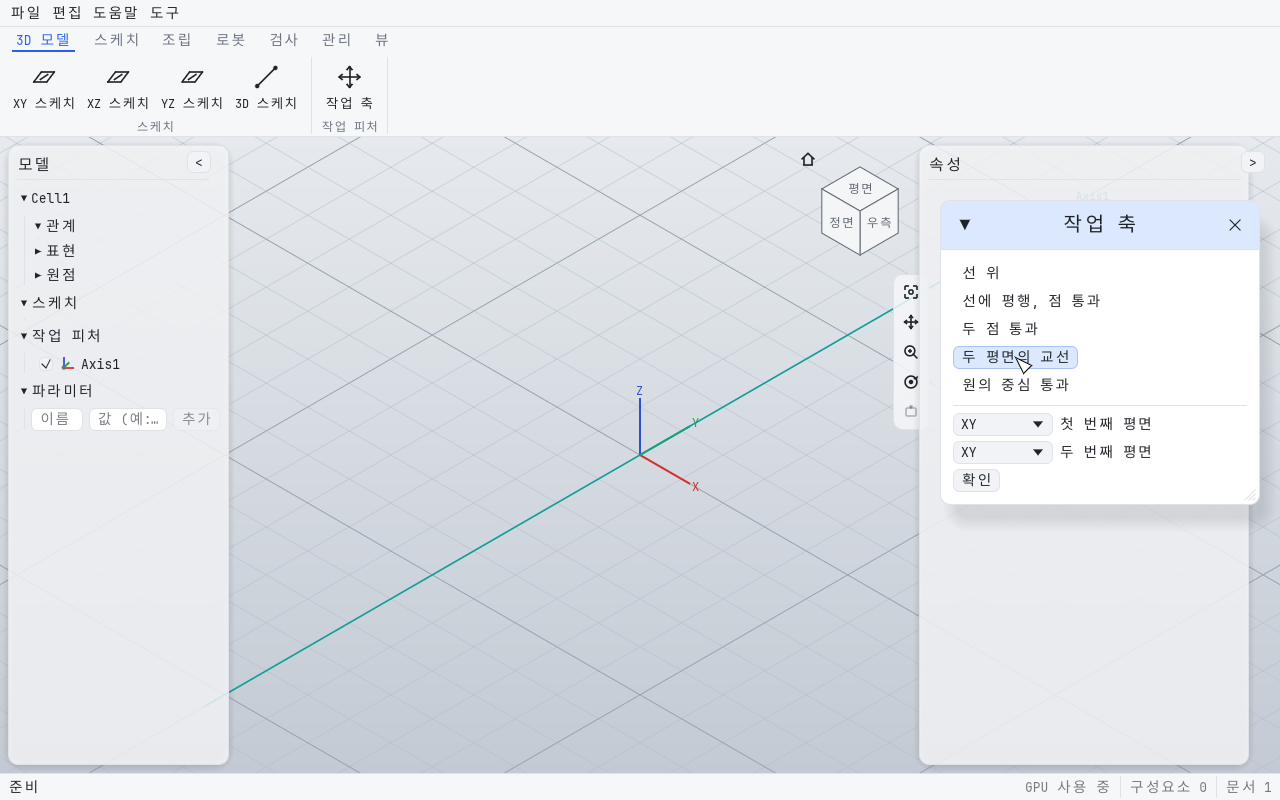 파일 편집 도움말 도구
3D 모델 스케치 조립 로봇 검사 관리 뷰
XY 스케치 XZ 스케치 YZ 스케치 3D 스케치 작업 축
스케치 작업 피처
모델 <
▼ Cell1
▼ 관계
▶ 표현
▶ 원점
▼ 스케치
▼ 작업 피처
Axis1
▼ 파라미터
이름 값 (예:… 추가
평면
정면 우측
Z
Y
X
속성 >
Axis1
▼ 작업 축
선 위
선에 평행, 점 통과
두 점 통과
두 평면의 교선
원의 중심 통과
XY 첫 번째 평면
XY 두 번째 평면
확인
준비 GPU 사용 중 구성요소 0 문서 1